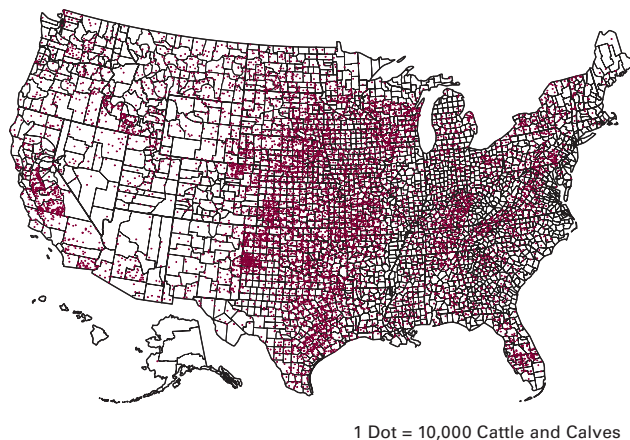 1 Dot = 10,000 Cattle and Calves